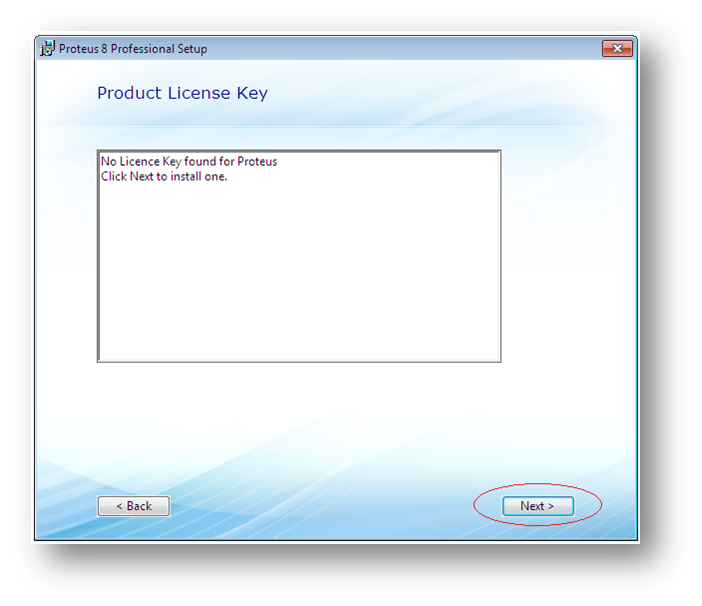 Proteus 8 Professional Setup
Product License Key
No Licence Key found for Proteus
Click Next to install one.
< Back
Next >